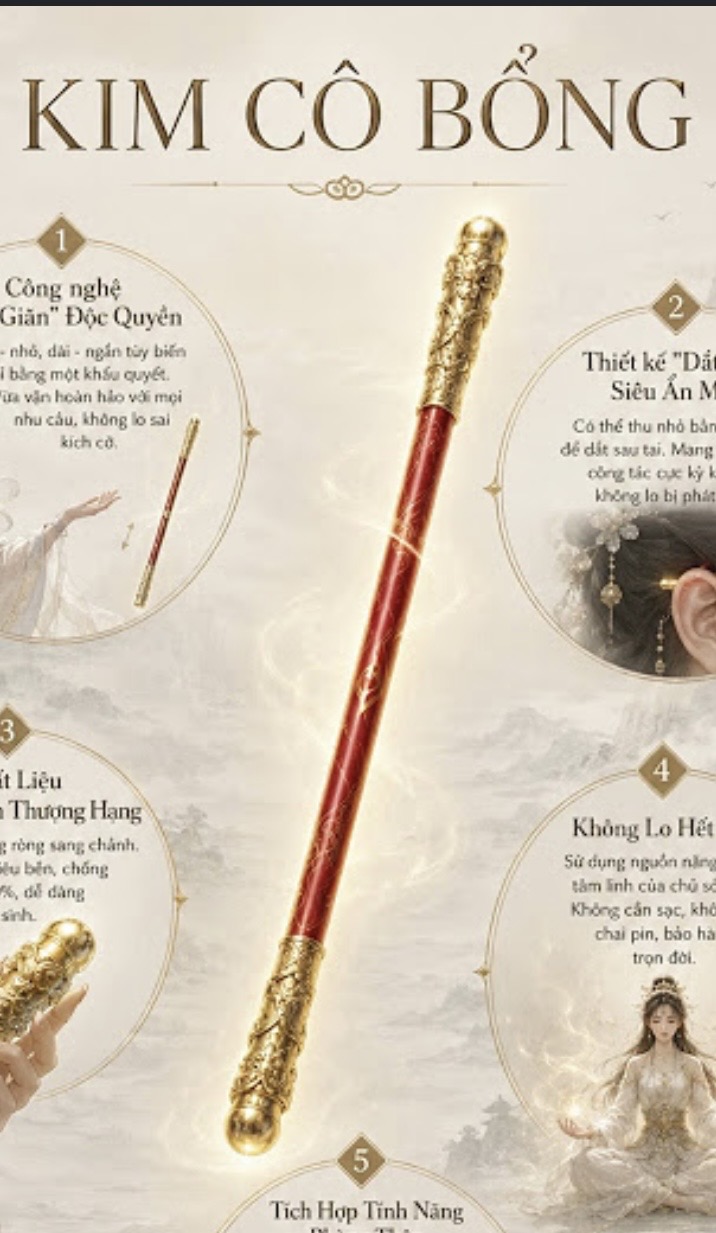 KIM CÔ BỔNG
1
Công nghệ
Giãn" Độc Quyền
- nhỏ, dài - ngắn tùy biến
bằng một khẩu quyết.
vặn hoàn hảo với mọi
nhu cầu, không lo sai
kích cỡ.
2
Thiết kế "Dắt
Siêu Ẩn M
Có thể thu nhỏ bằn
để dắt sau tai. Mang
công tác cực kỳ k
không lo bị phát
3
Liệu
Thượng Hạng
ròng sang chảnh.
bền, chống
%, dễ dàng
sinh.
4
Không Lo Hết
Sử dụng nguồn năng
tâm linh của chủ sở
Không cần sạc, khô
chai pin, bảo hà
trọn đời.
5
Tích Hợp Tính Năng